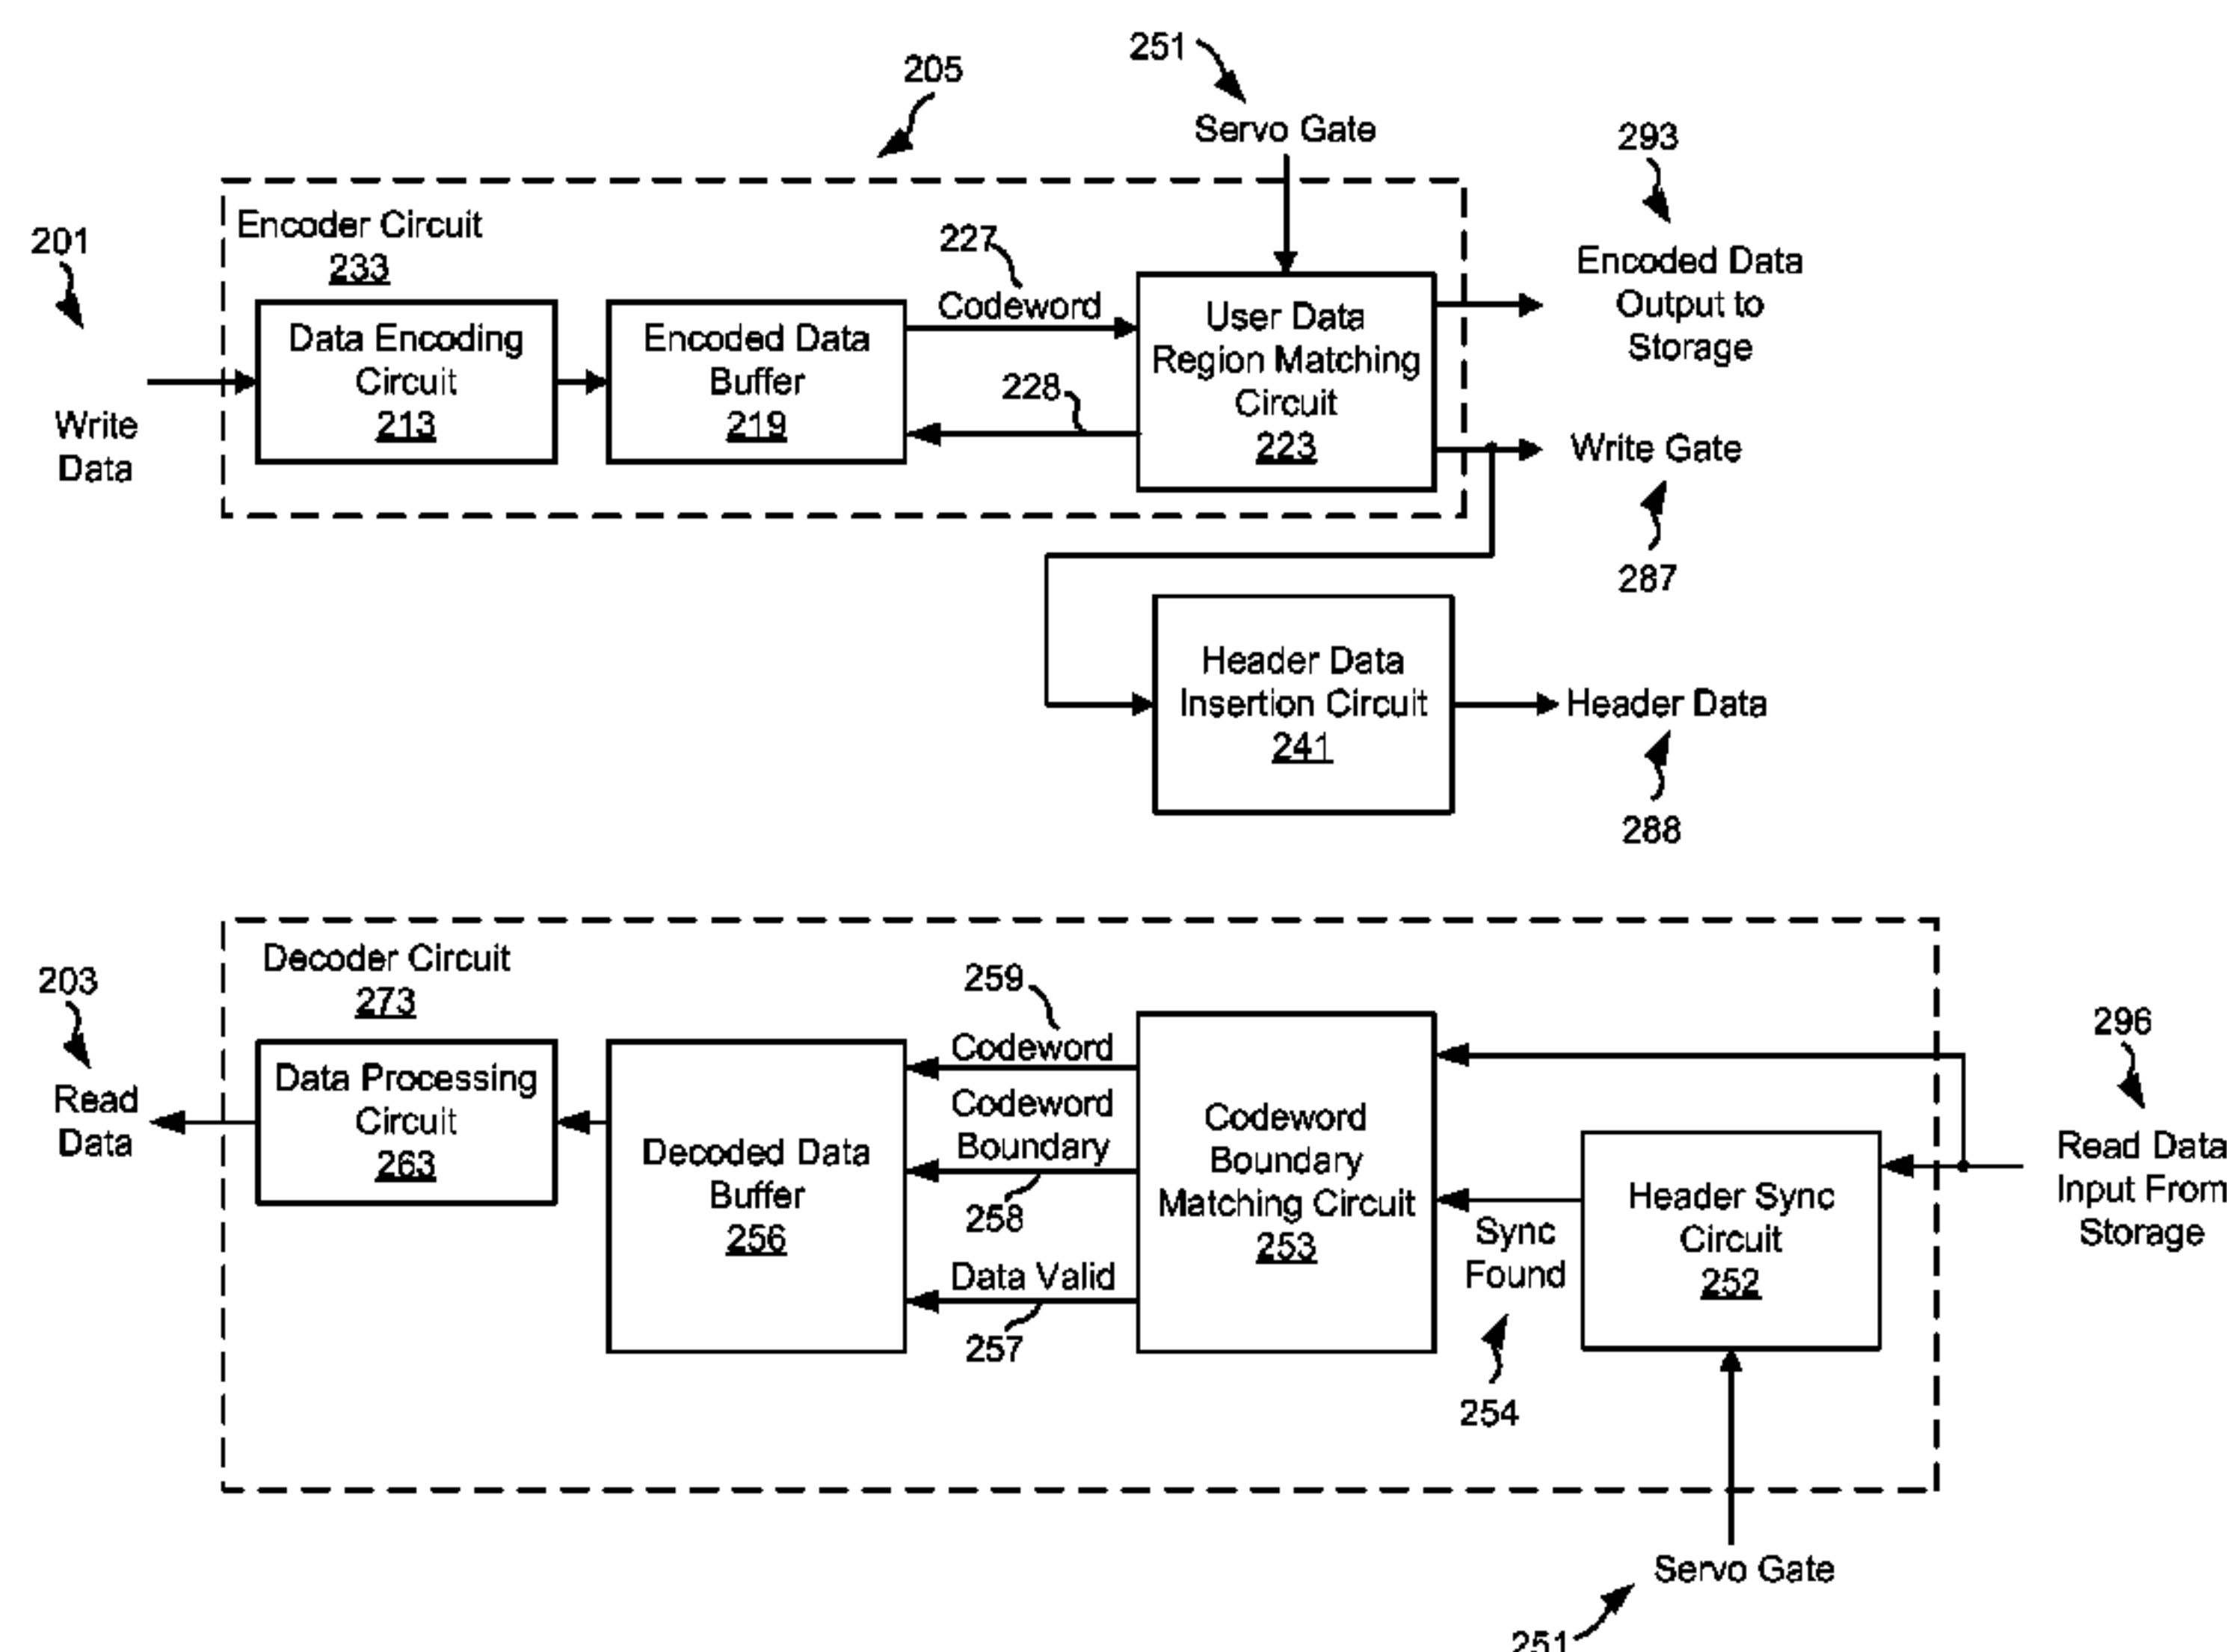 251
205
Servo Gate
293
Encoder Circuit
233
201
227
Codeword
Encoded Data
Output to
Storage
Data Encoding
Circuit
213
Encoded Data
Buffer
219
User Data
Region Matching
Circuit
223
228
Write
Data
Write Gate
287
Header Data
Insertion Circuit
241
Header Data
288
Decoder Circuit
273
203
259
296
Read
Data
Data Processing
Circuit
263
Decoded Data
Buffer
256
Codeword
Codeword
Boundary
258
Data Valid
257
Codeword
Boundary
Matching Circuit
253
Sync
Found
254
Header Sync
Circuit
252
Read Data
Input From
Storage
Servo Gate
251